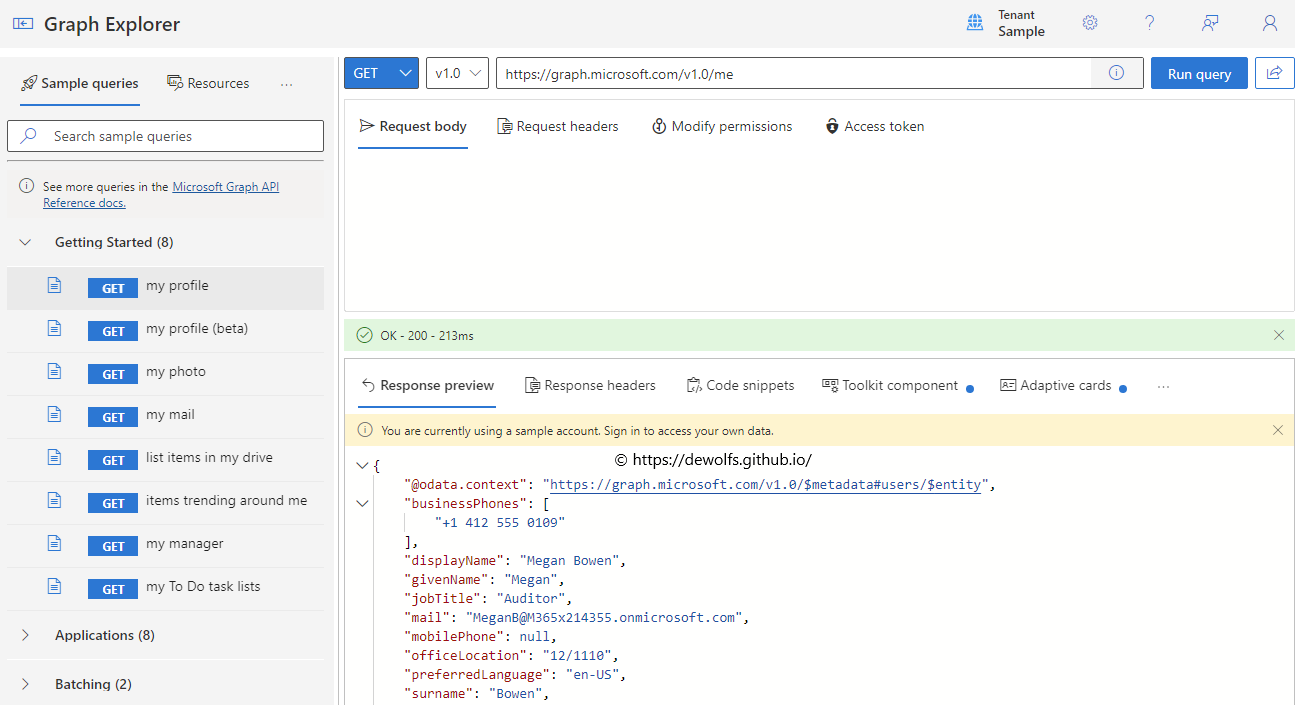 Graph Explorer
Tenant
Sample
Sample queries
Resources
...
Search sample queries
See more queries in the Microsoft Graph API
Reference docs.
Getting Started (8)
GET my profile
GET my profile (beta)
GET my photo
GET my mail
GET list items in my drive
GET items trending around me
GET my manager
GET my To Do task lists
Applications (8)
Batching (2)
GET
v1.0
https://graph.microsoft.com/v1.0/me
Run query
Request body
Request headers
Modify permissions
Access token
OK - 200 - 213ms
Response preview
Response headers
Code snippets
Toolkit component
Adaptive cards
...
You are currently using a sample account. Sign in to access your own data.
© https://dewolfs.github.io/
{
"@odata.context": "https://graph.microsoft.com/v1.0/$metadata#users/$entity",
"businessPhones": [
"+1 412 555 0109"
],
"displayName": "Megan Bowen",
"givenName": "Megan",
"jobTitle": "Auditor",
"mail": "MeganB@M365x214355.onmicrosoft.com",
"mobilePhone": null,
"officeLocation": "12/1110",
"preferredLanguage": "en-US",
"surname": "Bowen",